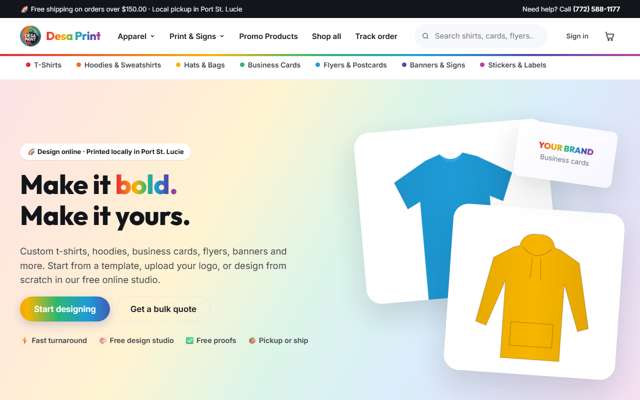 Free shipping on orders over $150.00 · Local pickup in Port St. Lucie
Need help? Call (772) 588-1177
DESA PRINT
Desa Print
Apparel
Print & Signs
Promo Products
Shop all
Track order
Search shirts, cards, flyers..
Sign in
T-Shirts
Hoodies & Sweatshirts
Hats & Bags
Business Cards
Flyers & Postcards
Banners & Signs
Stickers & Labels
Design online · Printed locally in Port St. Lucie
Make it bold.
Make it yours.
Custom t-shirts, hoodies, business cards, flyers, banners and
more. Start from a template, upload your logo, or design from
scratch in our free online studio.
Start designing
Get a bulk quote
Fast turnaround
Free design studio
Free proofs
Pickup or ship
YOUR BRAND
Business cards